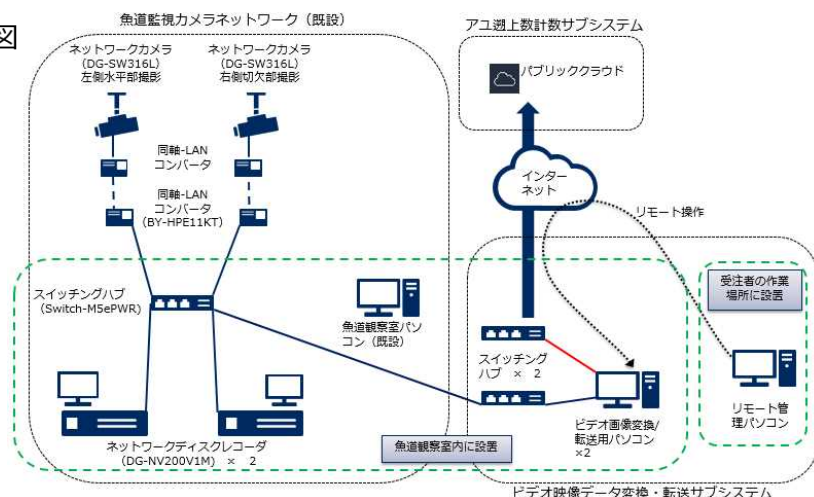 図
魚道監視カメラネットワーク（既設）
ネットワークカメラ
(DG-SW316L)
左側水平部撮影
ネットワークカメラ
(DG-SW316L)
右側切欠部撮影
同軸-LAN
コンバータ
同軸-LAN
コンバータ
(BY-HPE11KT)
スイッチングハブ
（Switch-M5ePWR)
魚道観察室パソ
コン（既設）
ネットワークディスクレコーダ
(DG-NV200V1M) × 2
魚道観察室内に設置
アユ遡上数計数サブシステム
パブリッククラウド
インター
ネット
リモート操作
受注者の作業
場所に設置
スイッチング
ハブ × 2
ビデオ画像変換/
転送用パソコン
×2
リモート管
理パソコン
ビデオ映像データ変換・転送サブシステム